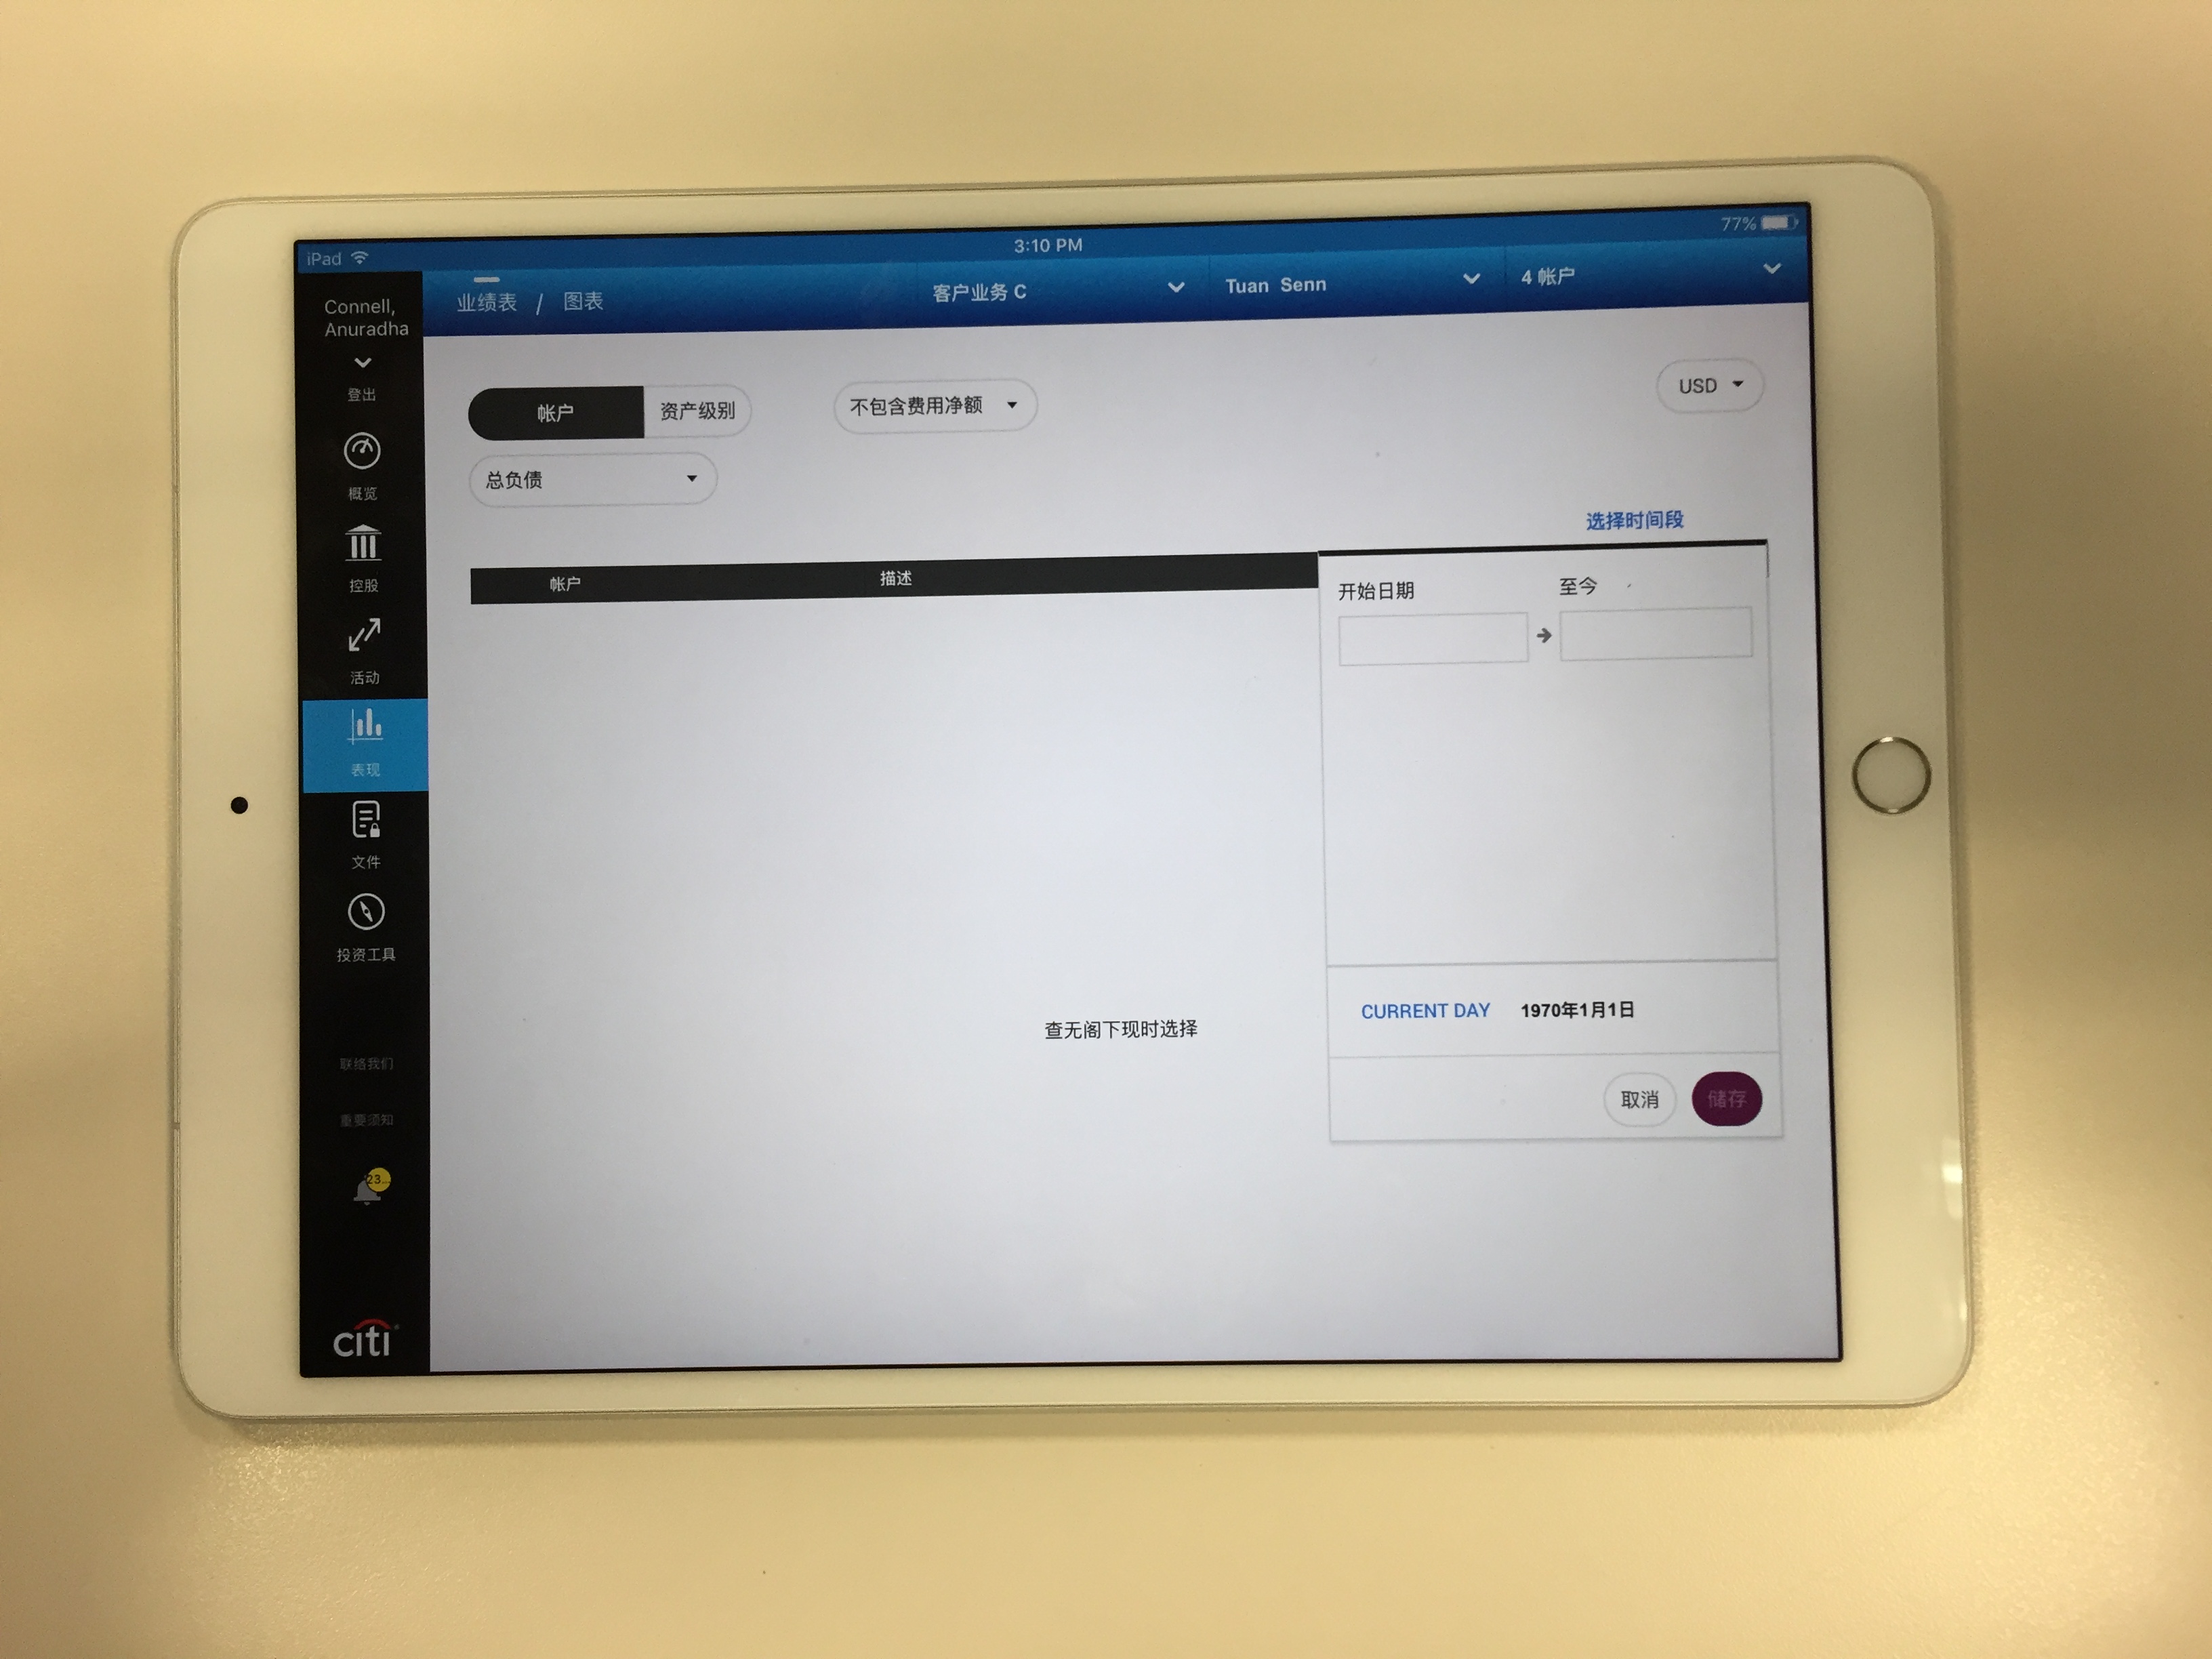 iPad
3:10 PM
77%
Connell,
Anuradha
登出
概览
控股
活动
表现
文件
投资工具
联络我们
重要须知
23
citi
业绩表 / 图表
客户业务 C
Tuan Senn
4 帐户
帐户
资产级别
不包含费用净额
USD
总负债
选择时间段
帐户
描述
开始日期
至今
查无阁下现时选择
CURRENT DAY
1970年1月1日
取消
储存